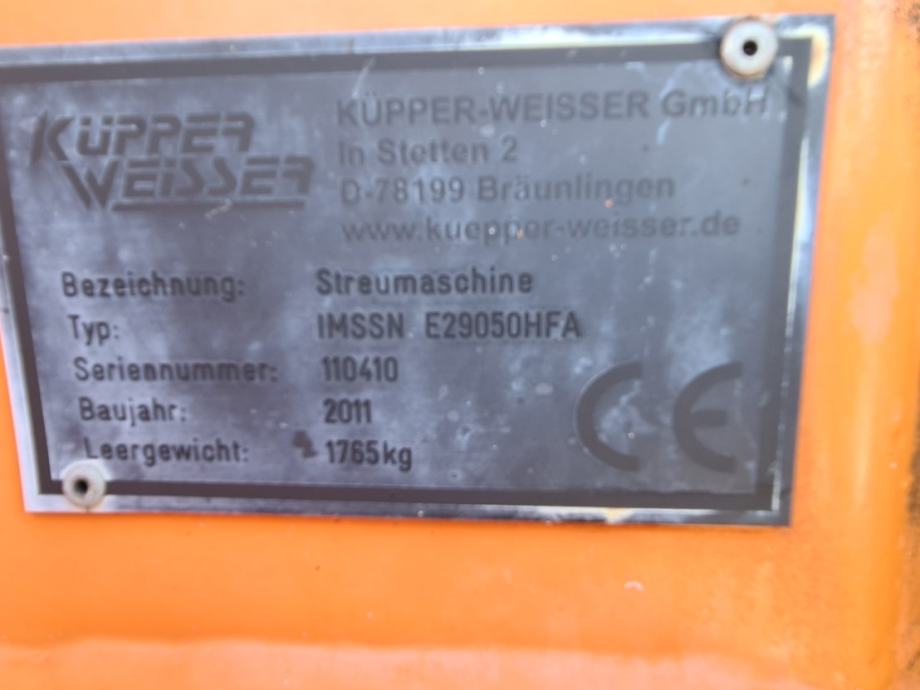 KÜPPER
WEISSER
KÜPPER-WEISSER GmbH
In Stetten 2
D-78199 Bräunlingen
www.kuepper-weisser.de
Bezeichnung: Streumaschine
Typ: IMSSN E29050HFA
Seriennummer: 110410
Baujahr: 2011
Leergewicht: 1765kg
CE